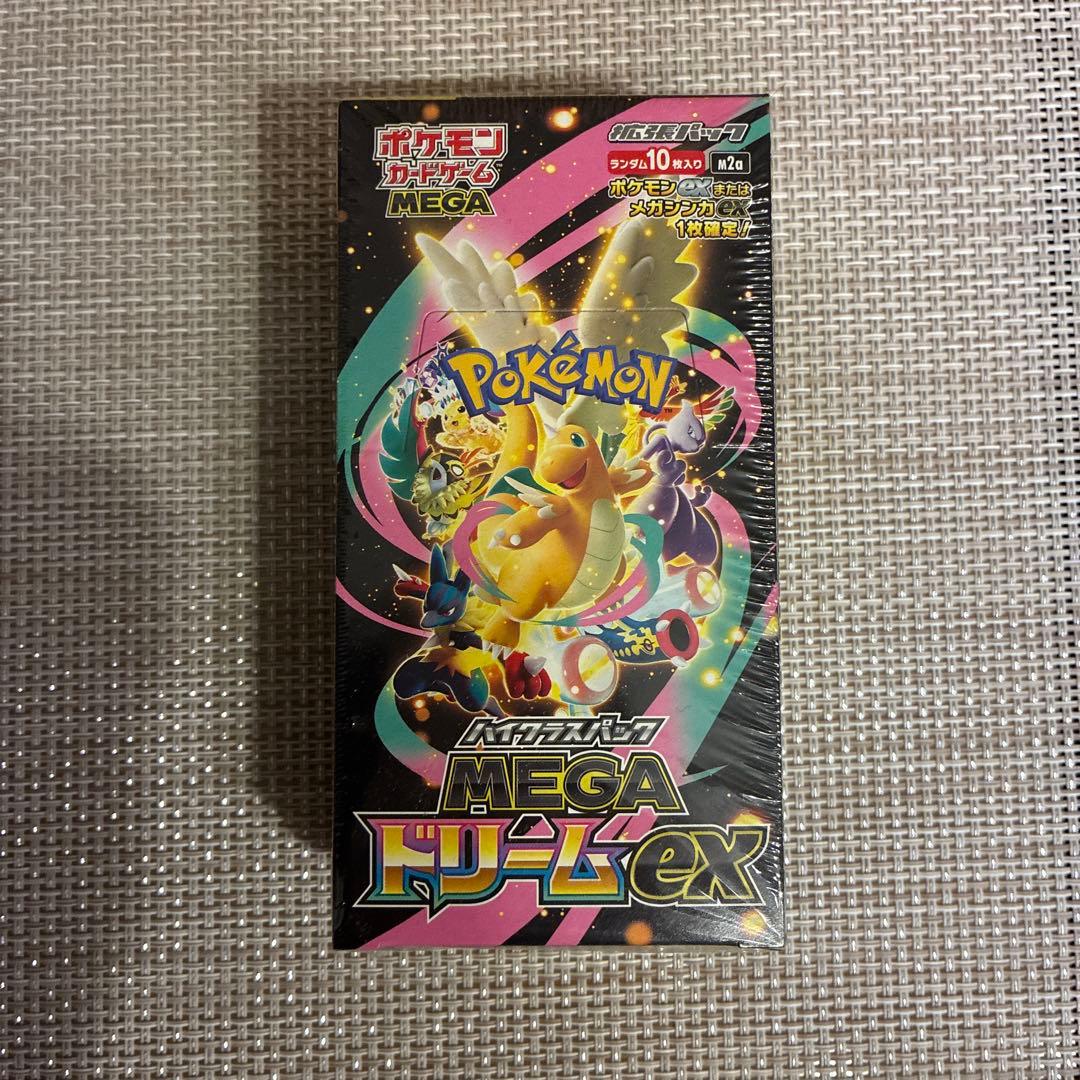 ポケモン
カードゲーム
MEGA
拡張パック
ランダム10枚入り M2a
ポケモンexまたは
メガシンカex
1枚確定!
POKéMON
TM
ハイクラスパック
MEGA
ドリームex